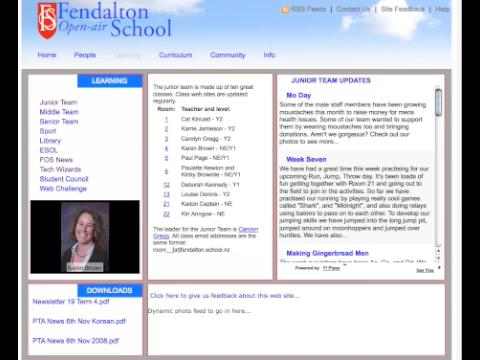 Fendalton
Open-air School
RSS Feeds | Contact Us | Site Feedback | Help
Home People Learning Curriculum Community Info
LEARNING
Junior Team
Middle Team
Senior Team
Sport
Library
ESOL
FOS News
Tech Wizards
Student Council
Web Challenge
Karen Brown
DOWNLOADS
Newsletter 19 Term 4.pdf
PTA News 6th Nov Korean.pdf
PTA News 6th Nov 2008.pdf
The junior team is made up of ten great
classes. Class web sites are updated
regularly.
Room: Teacher and level:
1 Cat Kincaid - Y2
2 Kerrie Jamieson - Y2
3 Carolyn Gregg - Y2
4 Karen Brown - NE/Y1
5 Paul Page - NE/Y1
6 Paulette Newton and
Kirsty Brownlie - NE/Y1
12 Deborah Kennedy - Y1
13 Louise Dennis - Y2
21 Kadon Captain - NE
22 Kiri Arringne - NE
The leader for the Junior Team is Carolyn
Gregg. All class email addresses are the
same format:
room_[at]fendalton.school.nz
JUNIOR TEAM UPDATES
Mo Day
Some of the male staff members have been growing
moustaches this month to raise money for mens
health issues. Some of our team wanted to support
them by wearing moustaches too and bringing
donations. Aren't we gorgeous? Check out our
photos to see more...
Week Seven
We have had a great time this week practising for our
upcoming Run, Jump, Throw day. It's been loads of
fun getting together with Room 21 and going out to
the field to join in the activities. So far we have
practised our running by playing really cool games
called "Shark", and "Midnight", and also doing relays
using batons to pass on to each other. To develop our
jumping skills we have jumped into the long jump pit,
jumped around on moonhoppers and jumped over
hurdles. We have also...
Making Gingerbread Men
Powered by Pipes Get This
Click here to give us feedback about this web site...
Dynamic photo feed to go in here...